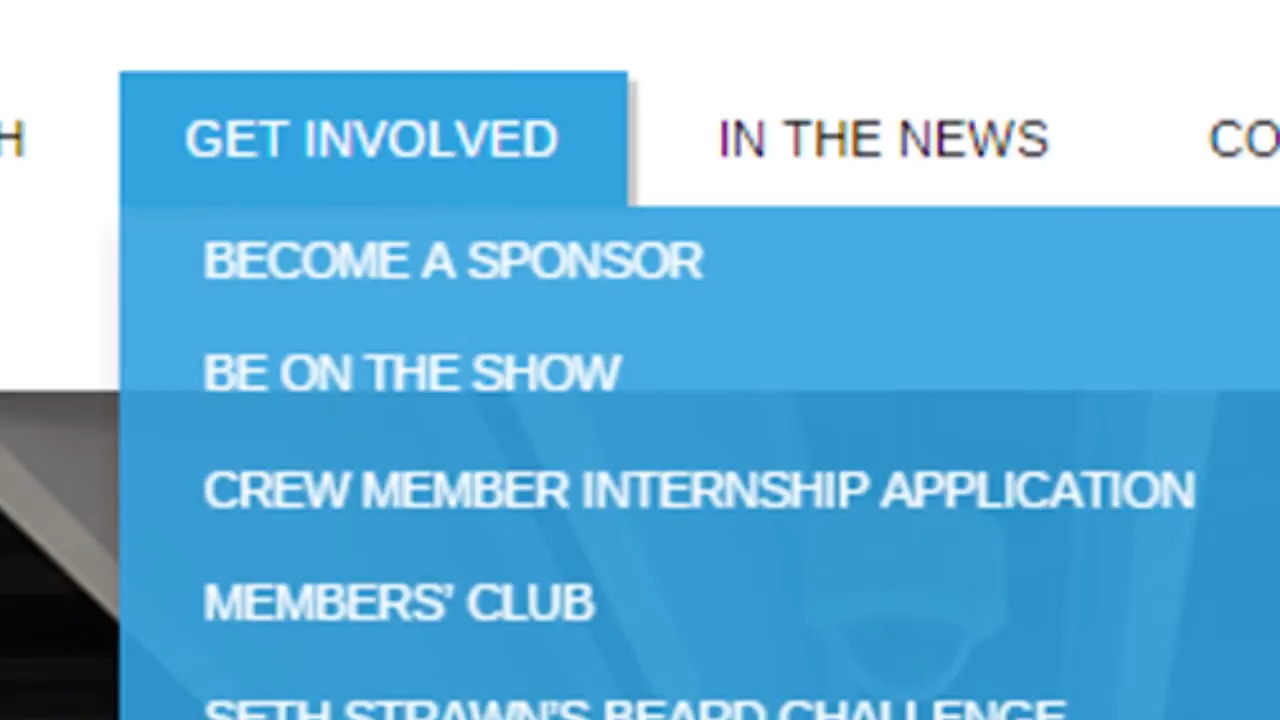 H GET INVOLVED IN THE NEWS CO
BECOME A SPONSOR
BE ON THE SHOW
CREW MEMBER INTERNSHIP APPLICATION
MEMBERS’ CLUB
SETH STRAWN’S BEARD CHALLENGE